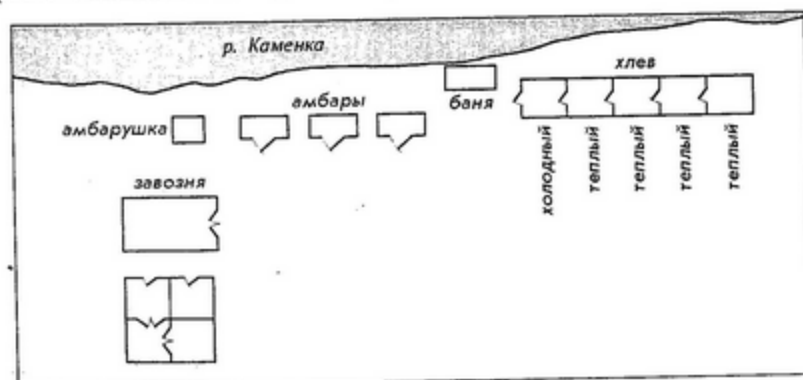 р. Каменка
хлев
амбары
баня
амбарушка
холодный
теплый
теплый
теплый
теплый
завозня